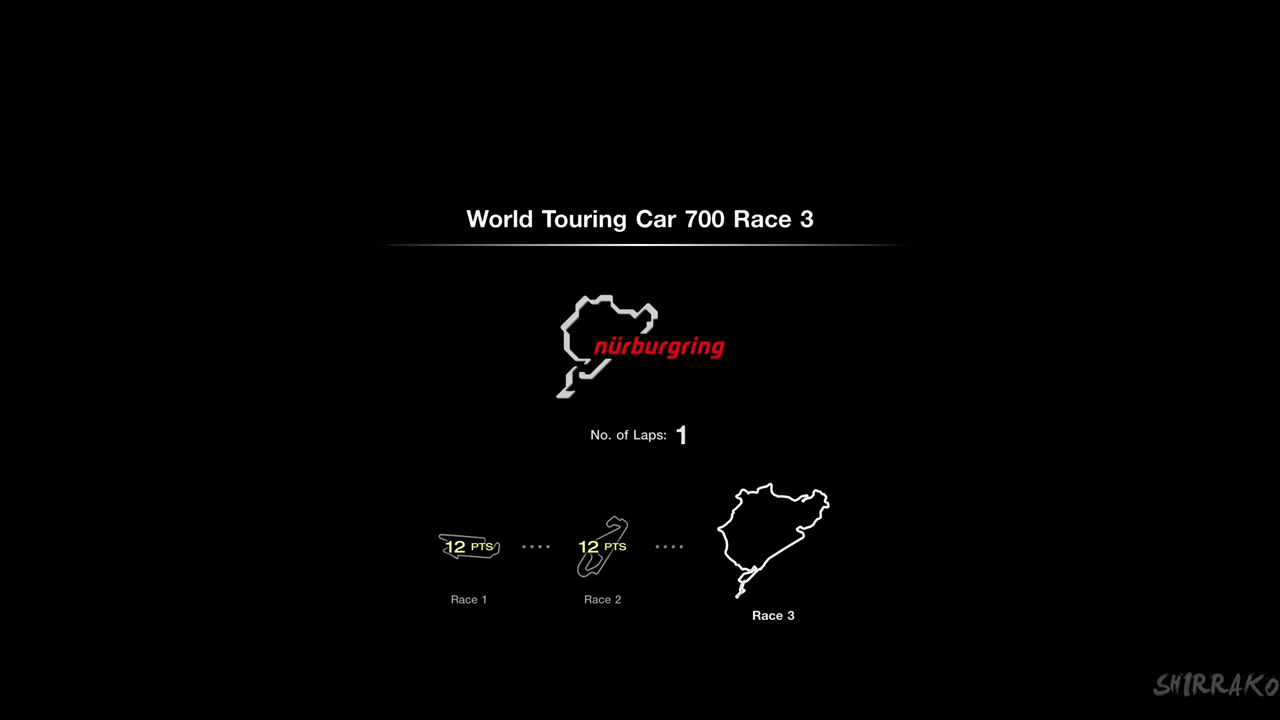 World Touring Car 700 Race 3
nürburgring
No. of Laps: 1
12 PTS
12 PTS
Race 1
Race 2
Race 3
SHIRRAKO